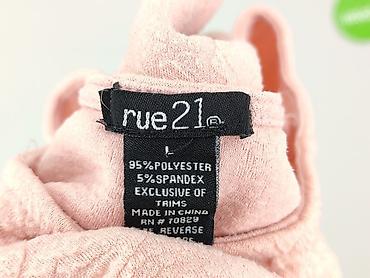 rue21
L
95%POLYESTER
5%SPANDEX
EXCLUSIVE OF
TRIMS
MADE IN CHINA
RN # 70829
REVERSE